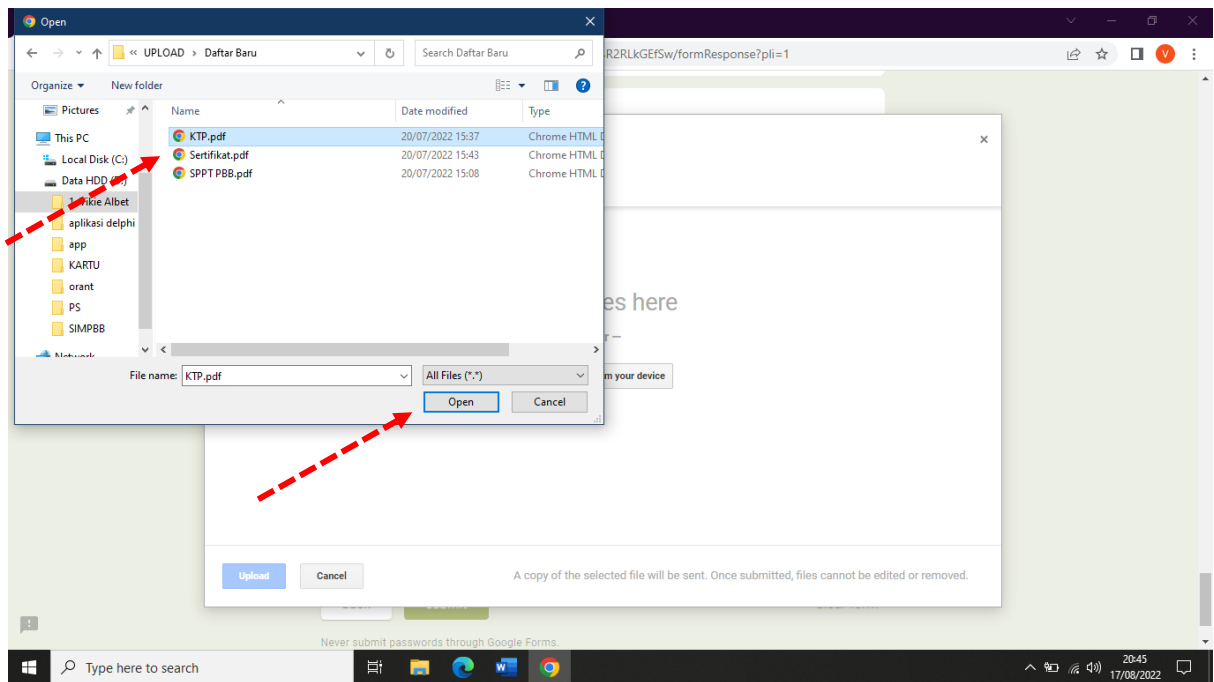 Open
R2RLkGEfSw/formResponse?pli=1
V
« UPLOAD › Daftar Baru
Search Daftar Baru
Organize
New folder
Pictures
This PC
Local Disk (C:)
Data HDD
Vikie Albet
aplikasi delphi
app
KARTU
orant
PS
SIMPBB
Network
Name Date modified Type
KTP.pdf 20/07/2022 15:37 Chrome HTML D
Sertifikat.pdf 20/07/2022 15:43 Chrome HTML D
SPPT PBB.pdf 20/07/2022 15:08 Chrome HTML D
File name: KTP.pdf
All Files (*.*)
Open
Cancel
es here
r —
m your device
Upload
Cancel
A copy of the selected file will be sent. Once submitted, files cannot be edited or removed.
Never submit passwords through Google Forms.
Type here to search
20:45
17/08/2022